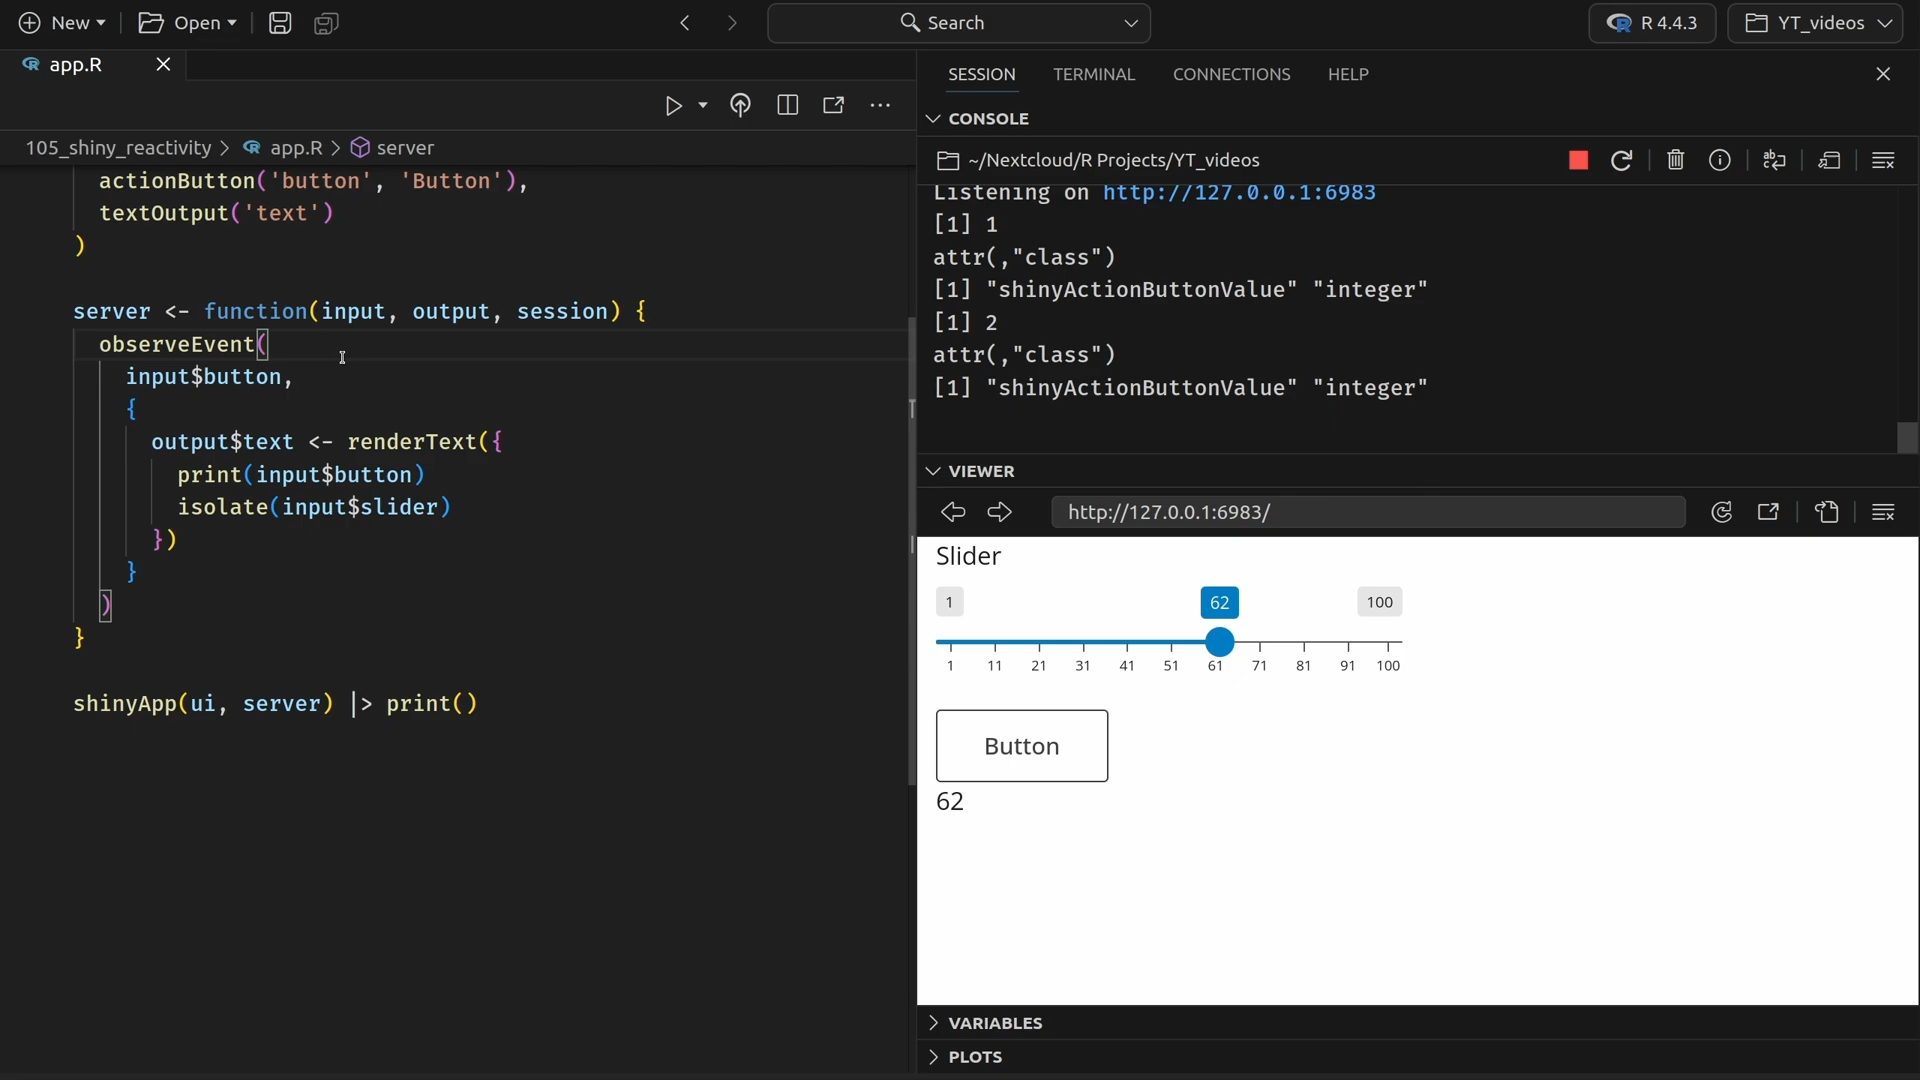 New
Open
Search
R 4.4.3
YT_videos
app.R
SESSION
TERMINAL
CONNECTIONS
HELP
CONSOLE
105_shiny_reactivity > app.R > server
~/Nextcloud/R Projects/YT_videos
actionButton('button', 'Button'),
textOutput('text')
)
server <- function(input, output, session) {
observeEvent(
input$button,
{
output$text <- renderText({
print(input$button)
isolate(input$slider)
})
}
)
}
shinyApp(ui, server) |> print()
Listening on http://127.0.0.1:6983
[1] 1
attr(,"class")
[1] "shinyActionButtonValue" "integer"
[1] 2
attr(,"class")
[1] "shinyActionButtonValue" "integer"
VIEWER
http://127.0.0.1:6983/
Slider
1 62 100
1 11 21 31 41 51 61 71 81 91 100
Button
62
VARIABLES
PLOTS